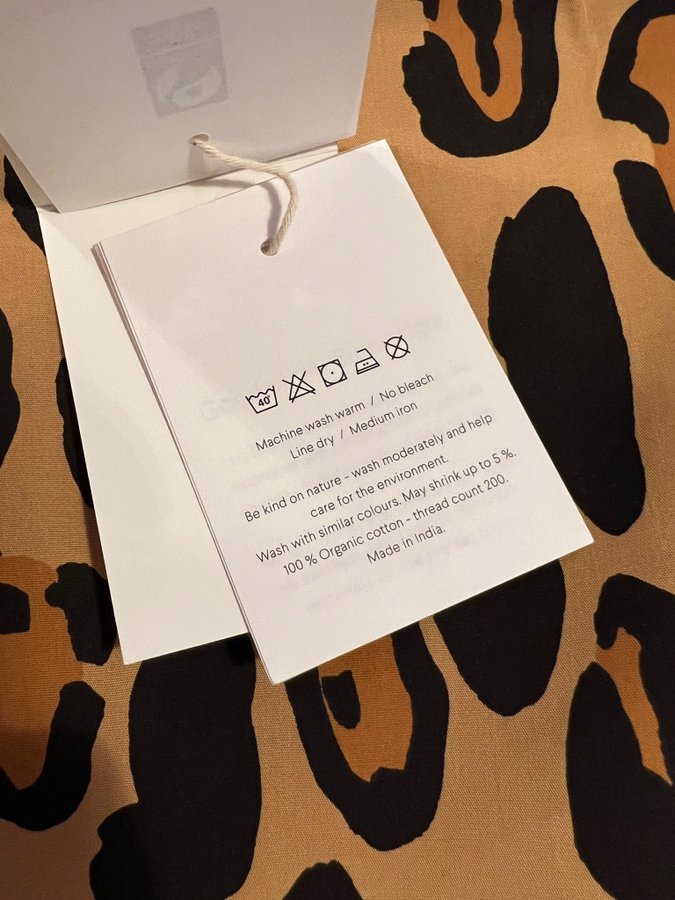 40°
Machine wash warm / No bleach
Line dry / Medium iron
Be kind on nature - wash moderately and help
care for the environment.
Wash with similar colours. May shrink up to 5 %.
100 % Organic cotton - thread count 200.
Made in India.